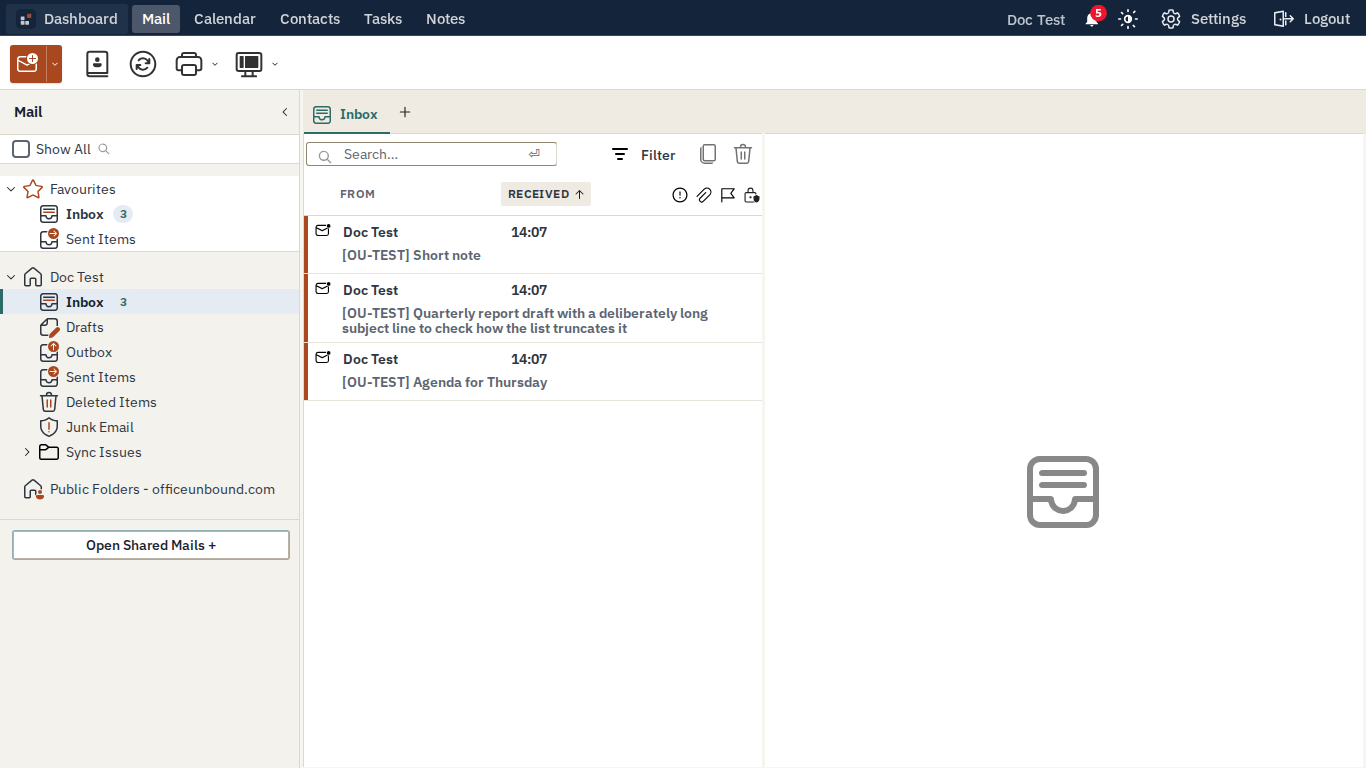 Dashboard Mail Calendar Contacts Tasks Notes Doc Test 5 Settings Logout
Mail
Show All
Favourites
Inbox 3
Sent Items
Doc Test
Inbox 3
Drafts
Outbox
Sent Items
Deleted Items
Junk Email
Sync Issues
Public Folders - officeunbound.com
Open Shared Mails +
Inbox +
Search... Filter
FROM RECEIVED
Doc Test 14:07
[OU-TEST] Short note
Doc Test 14:07
[OU-TEST] Quarterly report draft with a deliberately long
subject line to check how the list truncates it
Doc Test 14:07
[OU-TEST] Agenda for Thursday